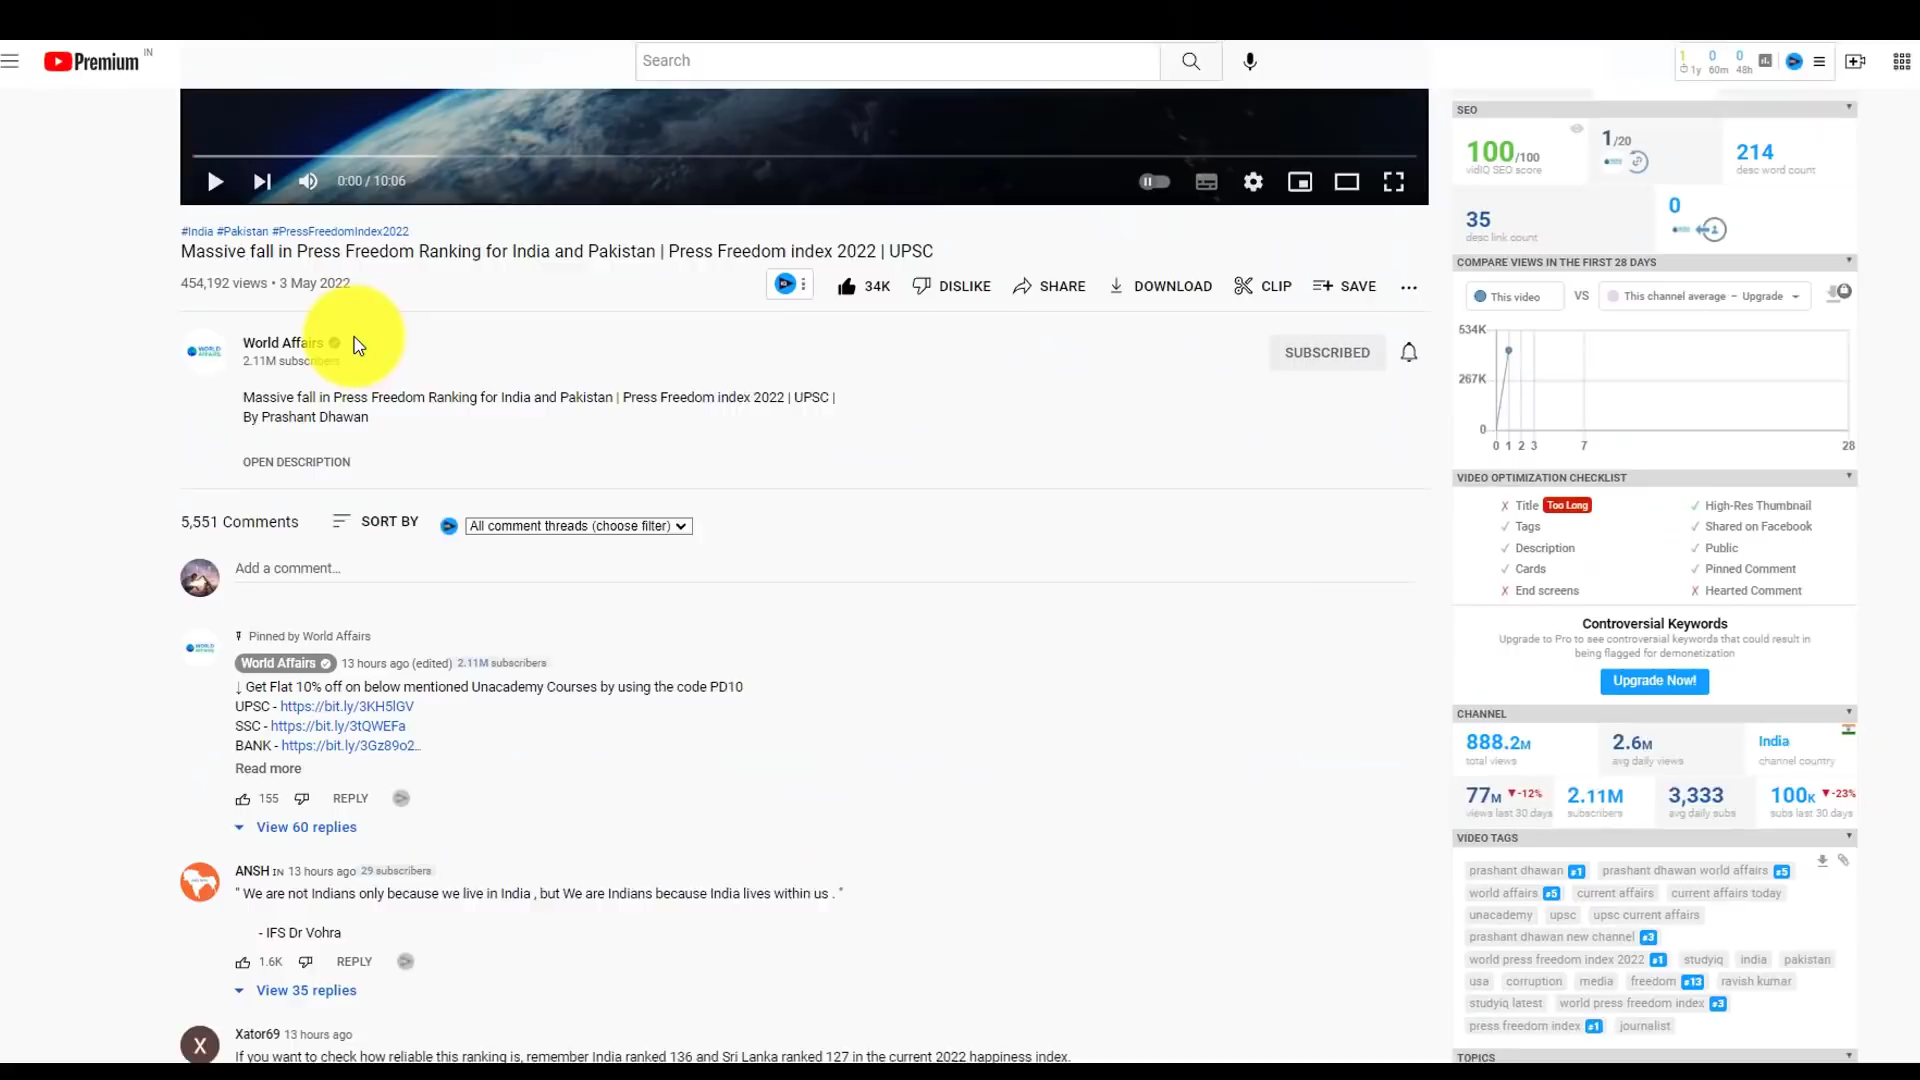 Premium IN
Search
1 0 0
1y 60m 48h
0:00 / 10:06
#India #Pakistan #PressFreedomIndex2022
Massive fall in Press Freedom Ranking for India and Pakistan | Press Freedom index 2022 | UPSC
454,192 views • 3 May 2022
34K DISLIKE SHARE DOWNLOAD CLIP SAVE
World Affairs
2.11M subscribers
SUBSCRIBED
Massive fall in Press Freedom Ranking for India and Pakistan | Press Freedom index 2022 | UPSC |
By Prashant Dhawan
OPEN DESCRIPTION
5,551 Comments SORT BY All comment threads (choose filter)
Add a comment...
Pinned by World Affairs
World Affairs 13 hours ago (edited) 2.11M subscribers
↓ Get Flat 10% off on below mentioned Unacademy Courses by using the code PD10
UPSC - https://bit.ly/3KH5lGV
SSC - https://bit.ly/3tQWEFa
BANK - https://bit.ly/3Gz89o2...
Read more
155 REPLY
View 60 replies
ANSH IN 13 hours ago 29 subscribers
" We are not Indians only because we live in India , but We are Indians because India lives within us . "
- IFS Dr Vohra
1.6K REPLY
View 35 replies
X
Xator69 13 hours ago
If you want to check how reliable this ranking is, remember India ranked 136 and Sri Lanka ranked 127 in the current 2022 happiness index.
SEO
100/100
vidIQ SEO score
1/20
214
desc word count
35
desc link count
0
COMPARE VIEWS IN THE FIRST 28 DAYS
This video VS This channel average – Upgrade
534K
267K
0
0 1 2 3 7 28
VIDEO OPTIMIZATION CHECKLIST
Title Too Long High-Res Thumbnail
Tags Shared on Facebook
Description Public
Cards Pinned Comment
End screens Hearted Comment
Controversial Keywords
Upgrade to Pro to see controversial keywords that could result in
being flagged for demonetization
Upgrade Now!
CHANNEL
888.2M 2.6M India
total views avg daily views channel country
77M -12% 2.11M 3,333 100K -23%
views last 30 days subscribers avg daily subs subs last 30 days
VIDEO TAGS
prashant dhawan #1 prashant dhawan world affairs #5
world affairs #5 current affairs current affairs today
unacademy upsc upsc current affairs
prashant dhawan new channel #3
world press freedom index 2022 #1 studyiq india pakistan
usa corruption media freedom #13 ravish kumar
studyiq latest world press freedom index #3
press freedom index #1 journalist
TOPICS